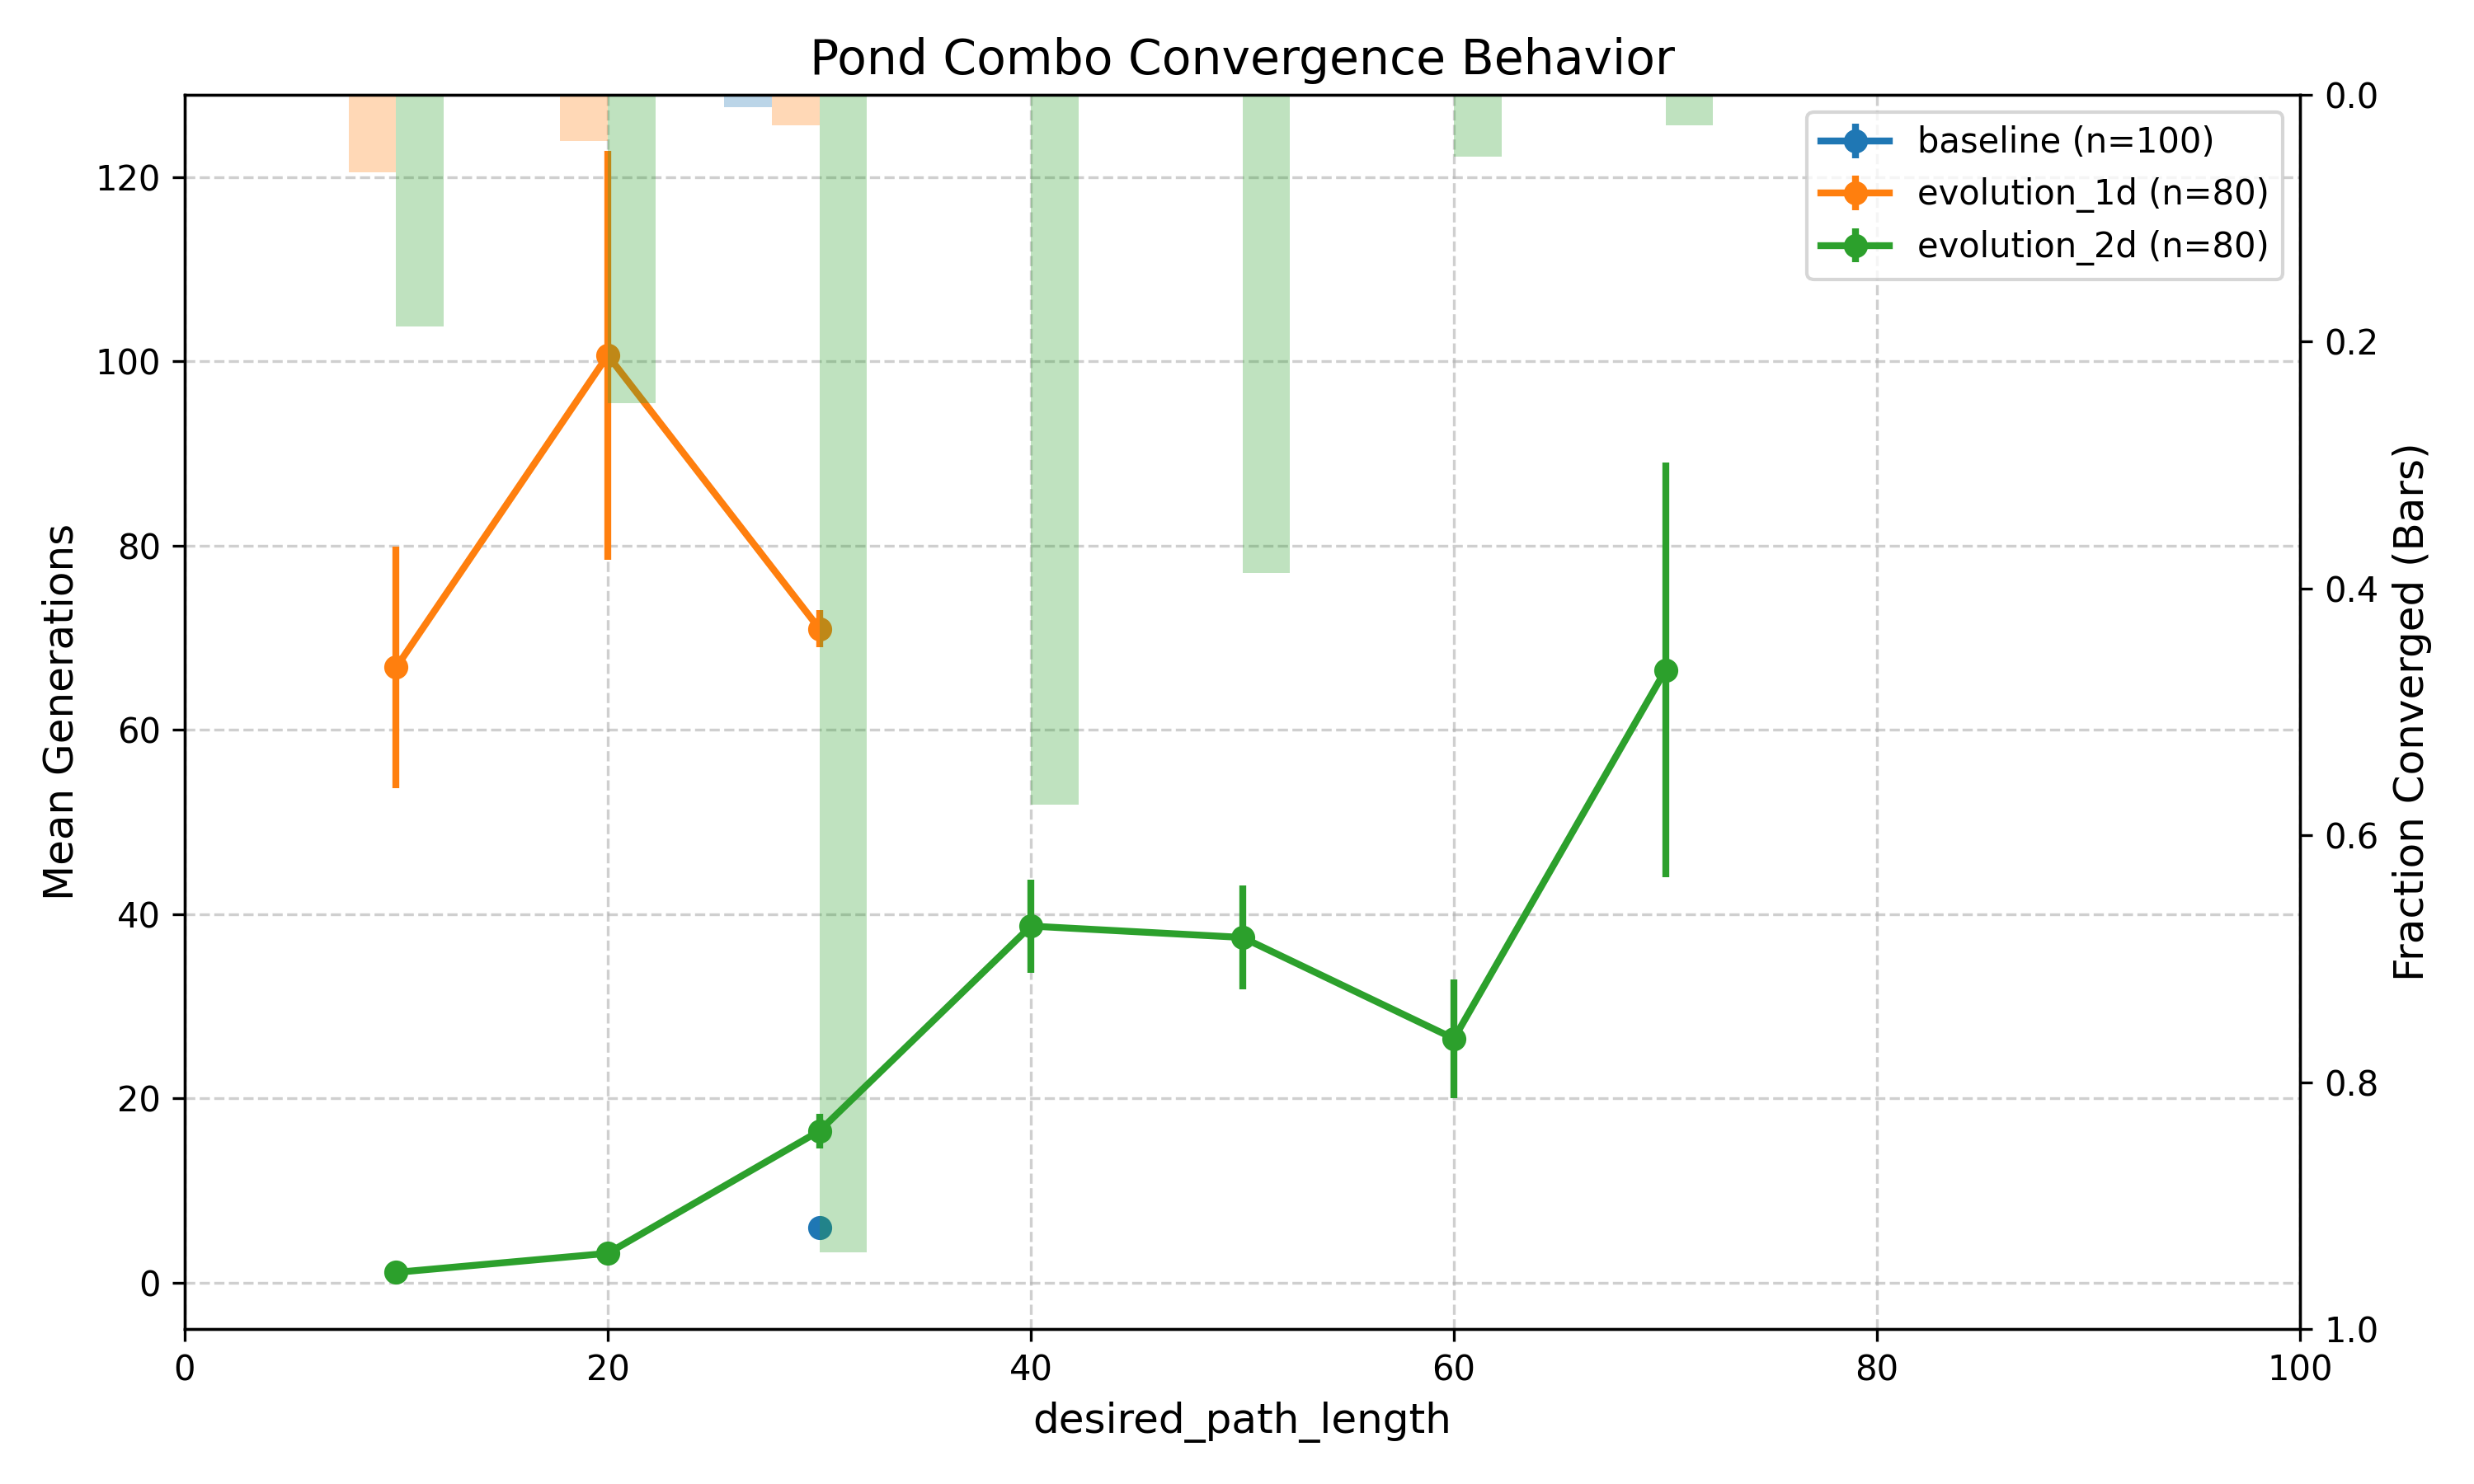 Pond Combo Convergence Behavior
baseline (n=100)
evolution_1d (n=80)
evolution_2d (n=80)
Mean Generations
120
100
80
60
40
20
0
Fraction Converged (Bars)
0.0
0.2
0.4
0.6
0.8
1.0
0 20 40 60 80 100
desired_path_length